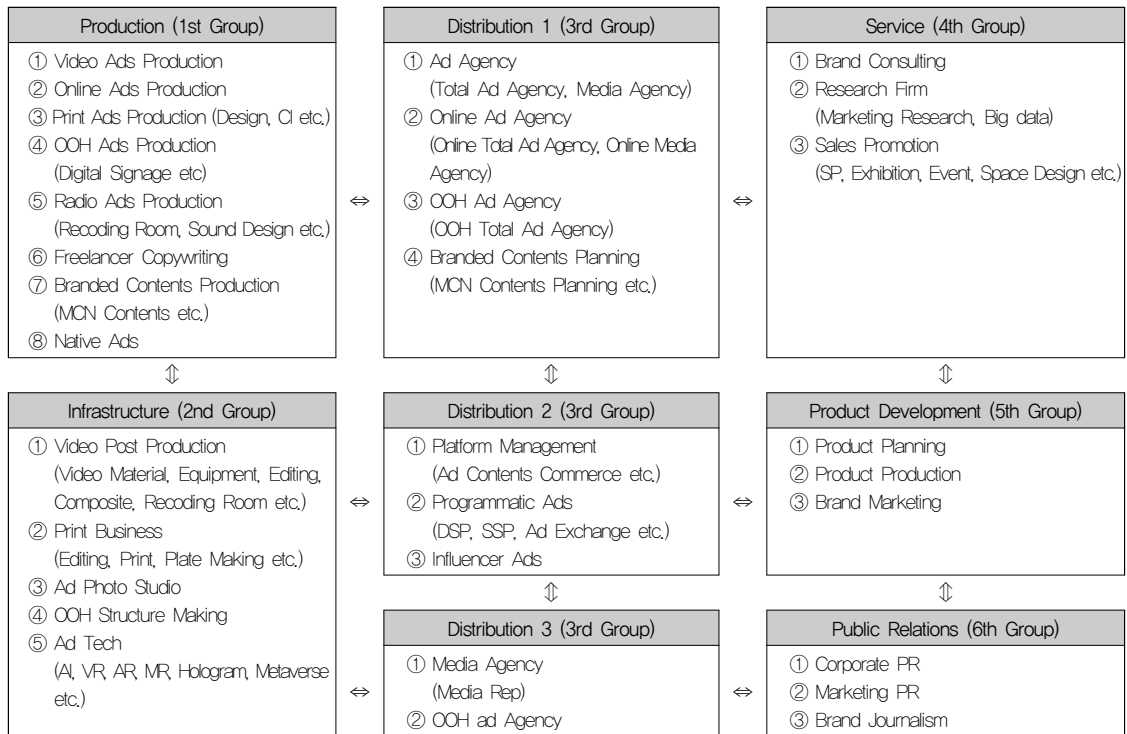 Production (1st Group)
① Video Ads Production
② Online Ads Production
③ Print Ads Production (Design, CI etc.)
④ OOH Ads Production
(Digital Signage etc)
⑤ Radio Ads Production
(Recoding Room, Sound Design etc.)
⑥ Freelancer Copywriting
⑦ Branded Contents Production
(MCN Contents etc.)
⑧ Native Ads
⇔
Distribution 1 (3rd Group)
① Ad Agency
(Total Ad Agency, Media Agency)
② Online Ad Agency
(Online Total Ad Agency, Online Media
Agency)
③ OOH Ad Agency
(OOH Total Ad Agency)
④ Branded Contents Planning
(MCN Contents Planning etc.)
⇔
Service (4th Group)
① Brand Consulting
② Research Firm
(Marketing Research, Big data)
③ Sales Promotion
(SP, Exhibition, Event, Space Design etc.)
⇕
⇕
⇕
Infrastructure (2nd Group)
① Video Post Production
(Video Material, Equipment, Editing,
Composite, Recoding Room etc.)
② Print Business
(Editing, Print, Plate Making etc.)
③ Ad Photo Studio
④ OOH Structure Making
⑤ Ad Tech
(AI, VR, AR, MR, Hologram, Metaverse
etc.)
⇔
Distribution 2 (3rd Group)
① Platform Management
(Ad Contents Commerce etc.)
② Programmatic Ads
(DSP, SSP, Ad Exchange etc.)
③ Influencer Ads
⇔
Product Development (5th Group)
① Product Planning
② Product Production
③ Brand Marketing
⇕
⇕
⇔
Distribution 3 (3rd Group)
① Media Agency
(Media Rep)
② OOH ad Agency
⇔
Public Relations (6th Group)
① Corporate PR
② Marketing PR
③ Brand Journalism